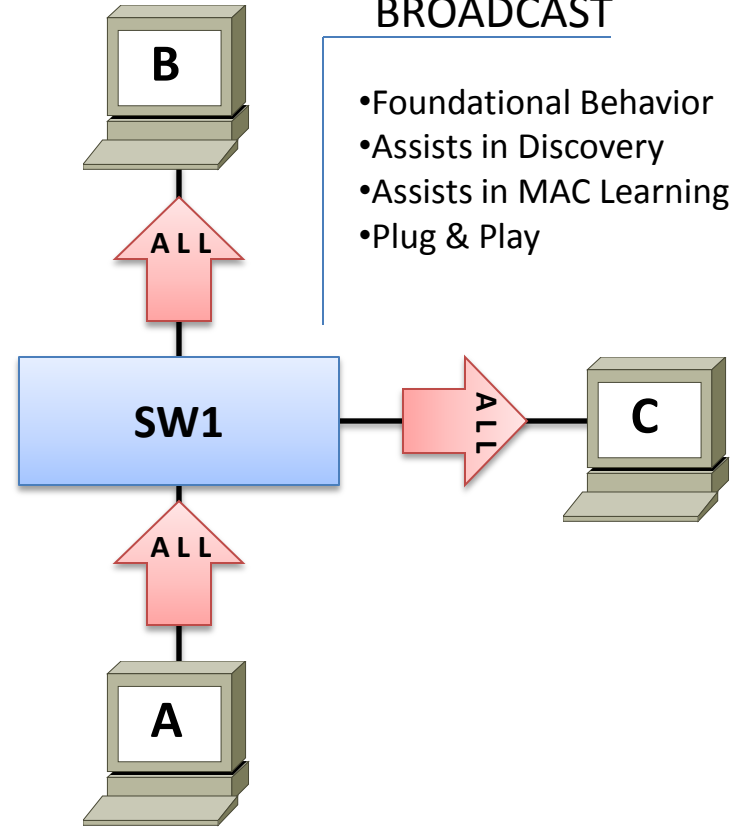 BROADCAST
•Foundational Behavior
•Assists in Discovery
•Assists in MAC Learning
•Plug & Play
B
ALL
SW1
ALL
C
ALL
A